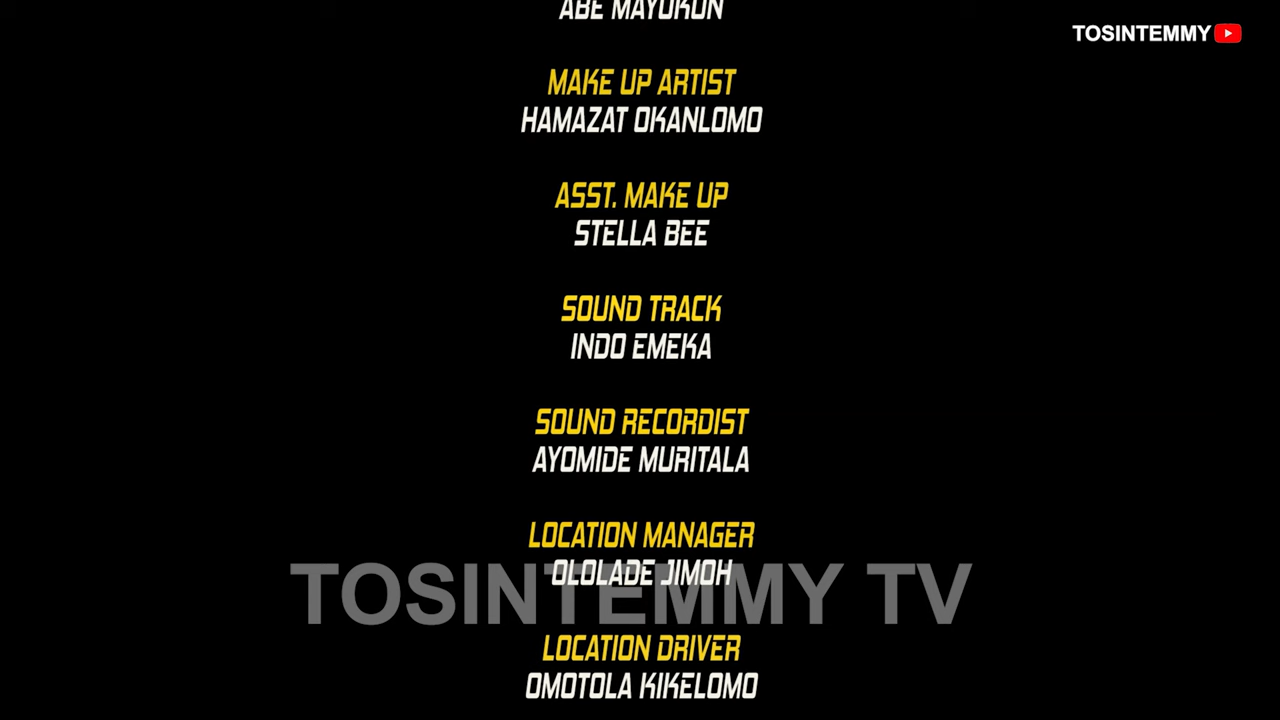 ABE MAYOKUN
TOSINTEMMY
MAKE UP ARTIST
HAMAZAT OKANLOMO
ASST. MAKE UP
STELLA BEE
SOUND TRACK
INDO EMEKA
SOUND RECORDIST
AYOMIDE MURITALA
LOCATION MANAGER
OLOLADE JIMOH
TOSINTEMMY TV
LOCATION DRIVER
OMOTOLA KIKELOMO